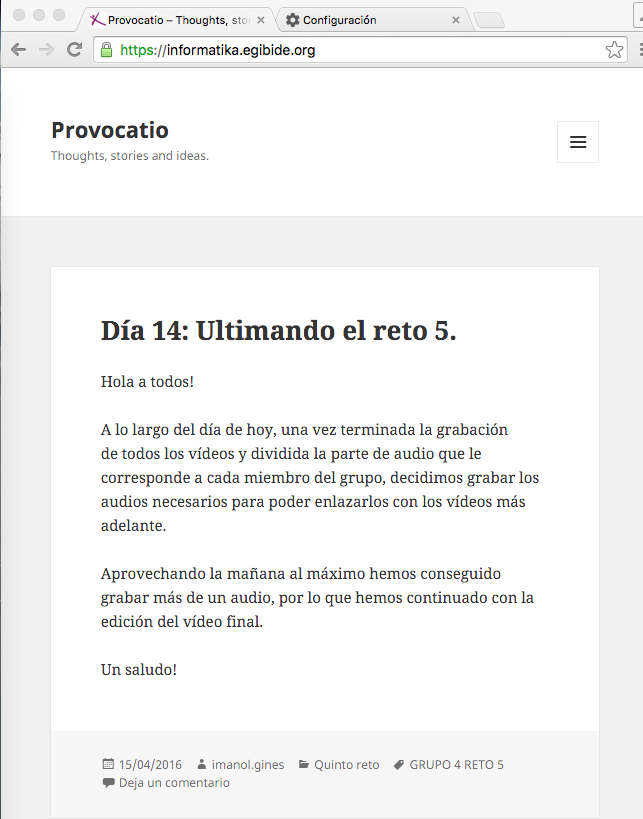 Provocatio – Thoughts, sto
Configuración
https://informatika.egibide.org
Provocatio
Thoughts, stories and ideas.
Día 14: Ultimando el reto 5.
Hola a todos!
A lo largo del día de hoy, una vez terminada la grabación
de todos los vídeos y dividida la parte de audio que le
corresponde a cada miembro del grupo, decidimos grabar los
audios necesarios para poder enlazarlos con los vídeos más
adelante.
Aprovechando la mañana al máximo hemos conseguido
grabar más de un audio, por lo que hemos continuado con la
edición del vídeo final.
Un saludo!
15/04/2016 imanol.gines Quinto reto GRUPO 4 RETO 5
Deja un comentario